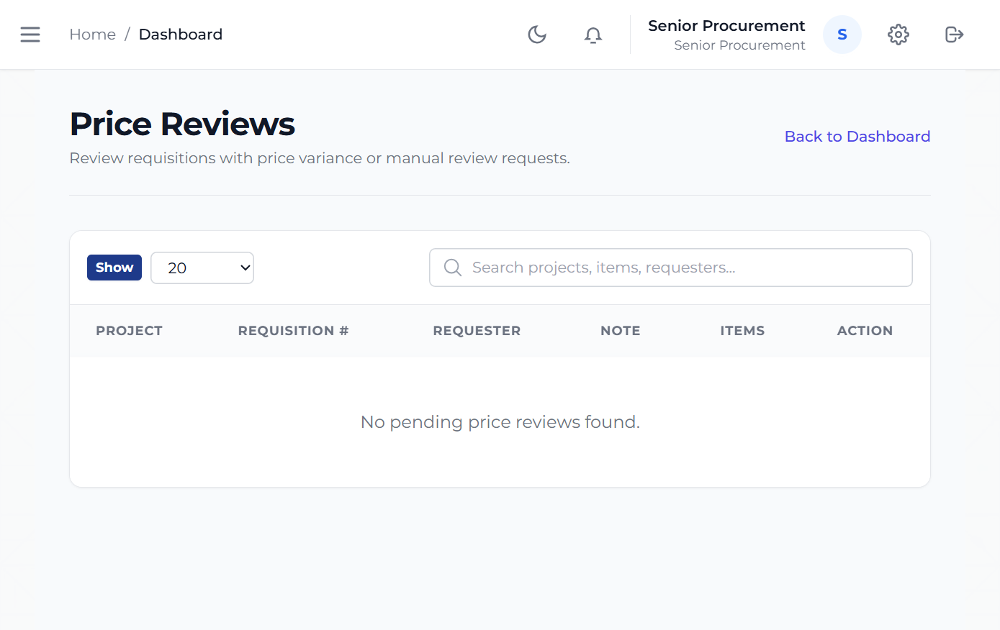 Home / Dashboard
Senior Procurement
Senior Procurement
S
Price Reviews
Review requisitions with price variance or manual review requests.
Back to Dashboard
Show
20
Search projects, items, requesters...
PROJECT REQUISITION # REQUESTER NOTE ITEMS ACTION
No pending price reviews found.